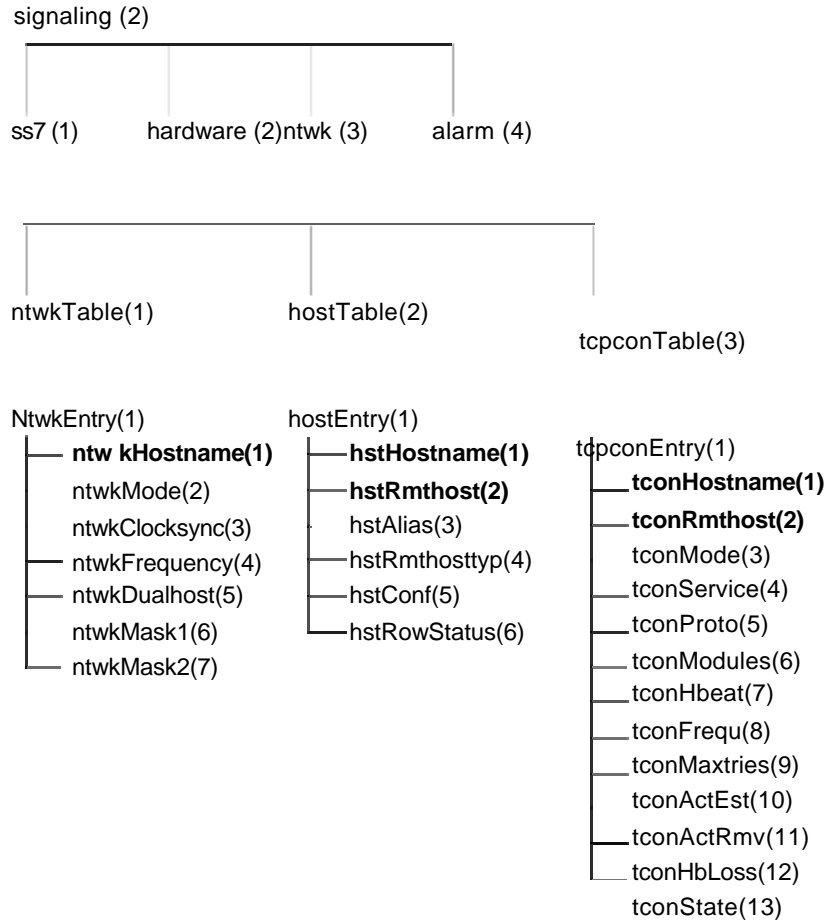 signaling (2)
ss7 (1)
hardware (2)
ntwk (3)
alarm (4)
ntwkTable(1)
hostTable(2)
tcpconTable(3)
NtwkEntry(1)
ntw kHostname(1)
ntwkMode(2)
ntwkClocksync(3)
ntwkFrequency(4)
ntwkDualhost(5)
ntwkMask1(6)
ntwkMask2(7)
hostEntry(1)
hstHostname(1)
hstRmthost(2)
hstAlias(3)
hstRmthosttyp(4)
hstConf(5)
hstRowStatus(6)
tcpconEntry(1)
tconHostname(1)
tconRmthost(2)
tconMode(3)
tconService(4)
tconProto(5)
tconModules(6)
tconHbeat(7)
tconFrequ(8)
tconMaxtries(9)
tconActEst(10)
tconActRmv(11)
tconHbLoss(12)
tconState(13)